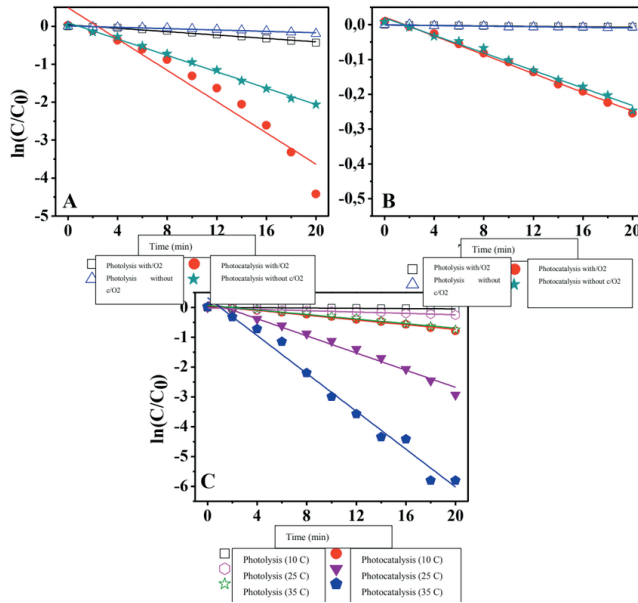 0
-1
-2
-3
-4
-5
ln(C/C0)
A
0 4 8 12 16 20
Time (min)
Photolysis with/O2
Photolysis without
c/O2
Photocatalysis with/O2
Photocatalysis without c/O2
0,0
-0,1
-0,2
-0,3
-0,4
-0,5
B
0 4 8 12 16 20
Time (min)
Photolysis with/O2
Photolysis without
c/O2
Photocatalysis with/O2
Photocatalysis without c/O2
0
-1
-2
-3
-4
-5
-6
ln(C/C0)
C
0 4 8 12 16 20
Time (min)
Photolysis (10 C)
Photolysis (25 C)
Photolysis (35 C)
Photocatalysis (10 C)
Photocatalysis (25 C)
Photocatalysis (35 C)